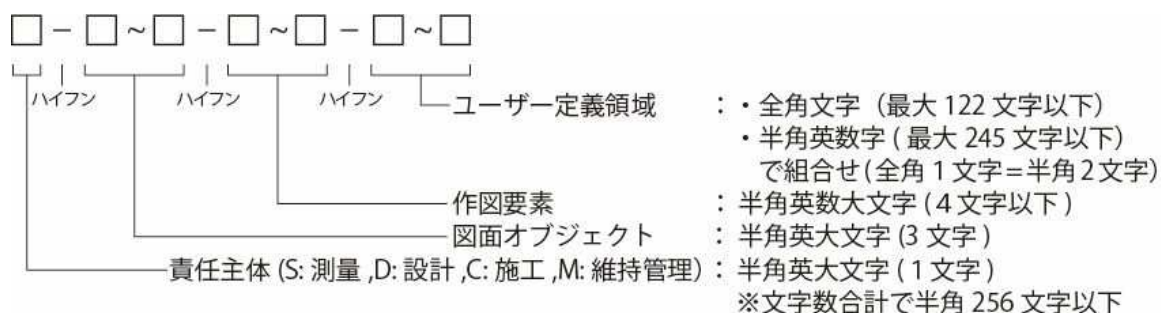 □ - □ ~ □ - □ ~ □ - □ ~ □
ハイフン ハイフン ハイフン
ユーザー定義領域 : ・全角文字（最大 122 文字以下）
・半角英数字 ( 最大 245 文字以下)
で組合せ(全角 1 文字=半角 2 文字)
作図要素 : 半角英数大文字 ( 4 文字以下 )
図面オブジェクト : 半角英大文字 (3 文字 )
責任主体 (S: 測量 ,D: 設計 ,C: 施工 ,M: 維持管理) : 半角英大文字 ( 1 文字 )
※文字数合計で半角 256 文字以下